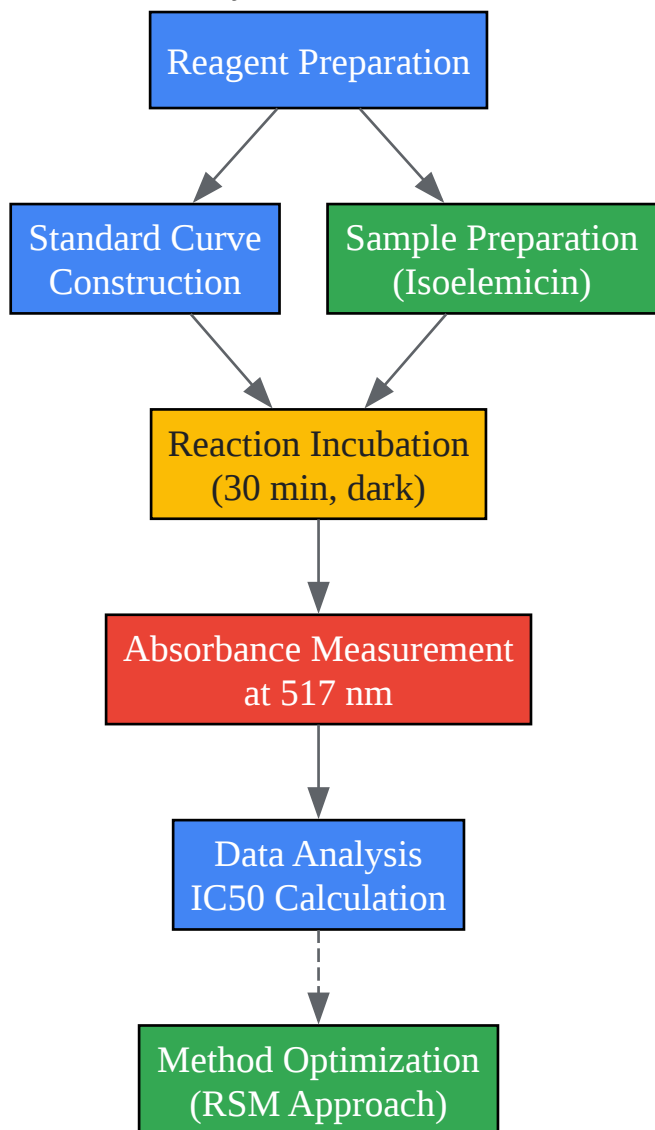 Reagent Preparation
Standard Curve
Construction
Sample Preparation
(Isoelemicin)
Reaction Incubation
(30 min, dark)
Absorbance Measurement
at 517 nm
Data Analysis
IC50 Calculation
Method Optimization
(RSM Approach)